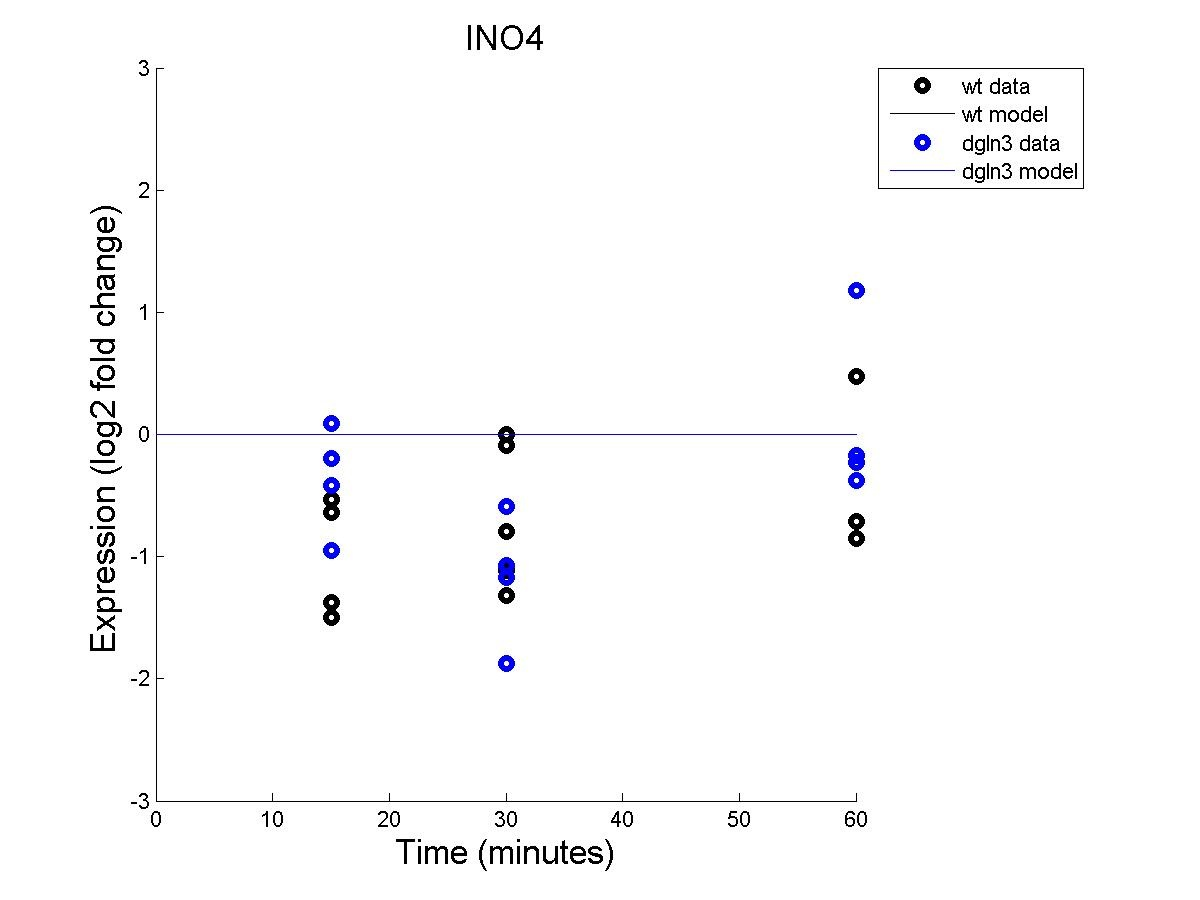 INO4
wt data
wt model
dgln3 data
dgln3 model
Expression (log2 fold change)
3
2
1
0
-1
-2
-3
0 10 20 30 40 50 60
Time (minutes)